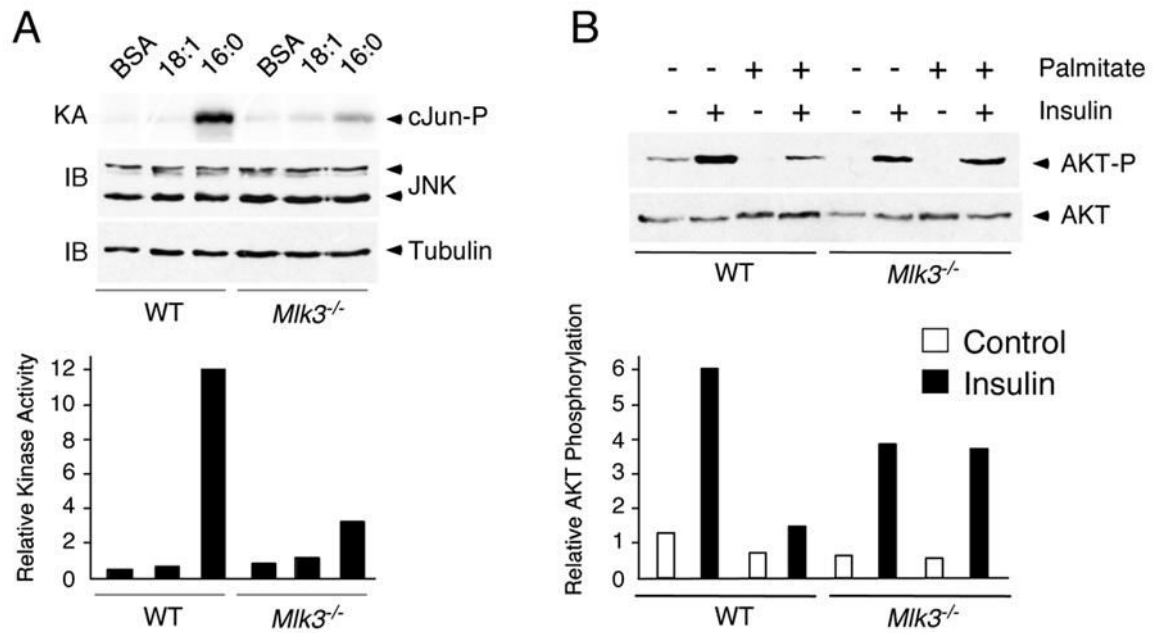 A
BSA 18:1 16:0 BSA 18:1 16:0
KA cJun-P
IB JNK
IB Tubulin
WT Mlk3-/-
Relative Kinase Activity
12
10
8
6
4
2
0
WT Mlk3-/-
B
- - + + - - + + Palmitate
- + - + - + - + Insulin
AKT-P
AKT
WT Mlk3-/-
Control
Insulin
Relative AKT Phosphorylation
6
5
4
3
2
1
0
WT Mlk3-/-